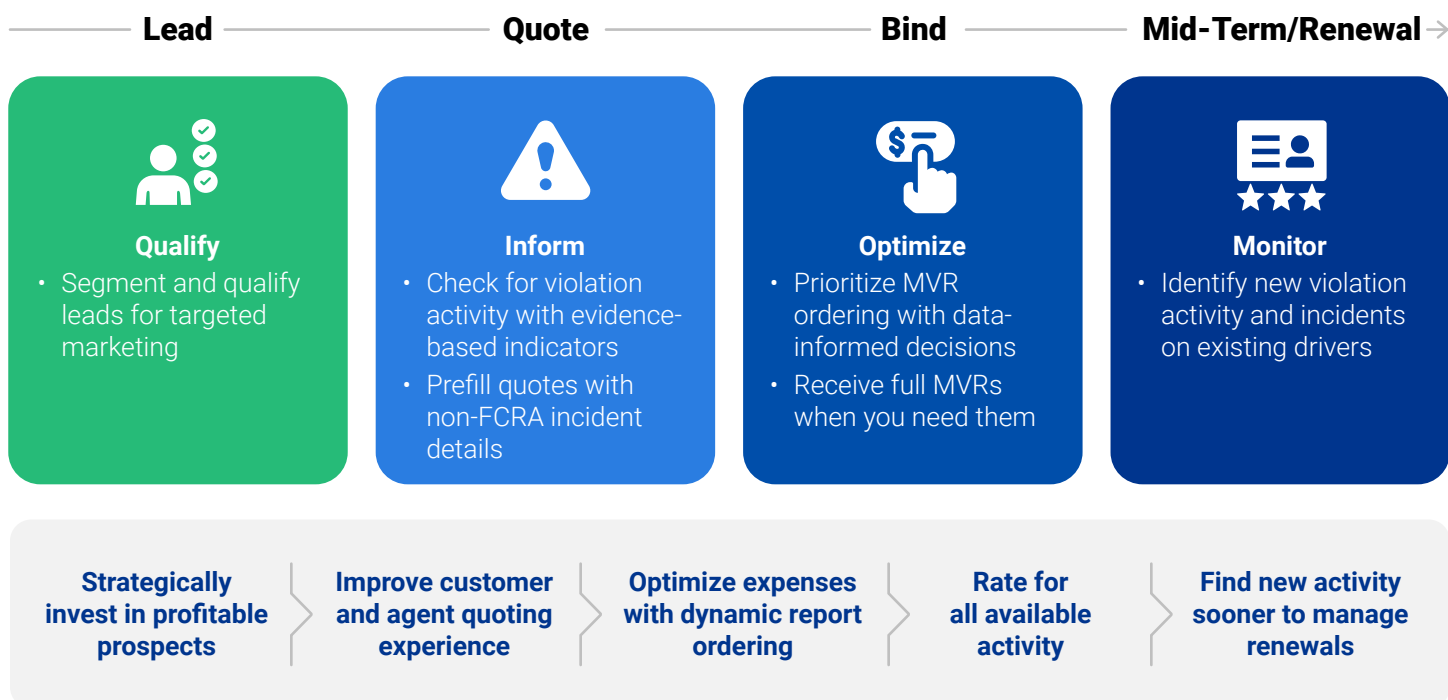 Lead
Quote
Bind
Mid-Term/Renewal
Qualify
• Segment and qualify
leads for targeted
marketing
Inform
• Check for violation
activity with evidence-
based indicators
• Prefill quotes with
non-FCRA incident
details
Optimize
• Prioritize MVR
ordering with data-
informed decisions
• Receive full MVRs
when you need them
Monitor
• Identify new violation
activity and incidents
on existing drivers
Strategically
invest in profitable
prospects
Improve customer
and agent quoting
experience
Optimize expenses
with dynamic report
ordering
Rate for
all available
activity
Find new activity
sooner to manage
renewals